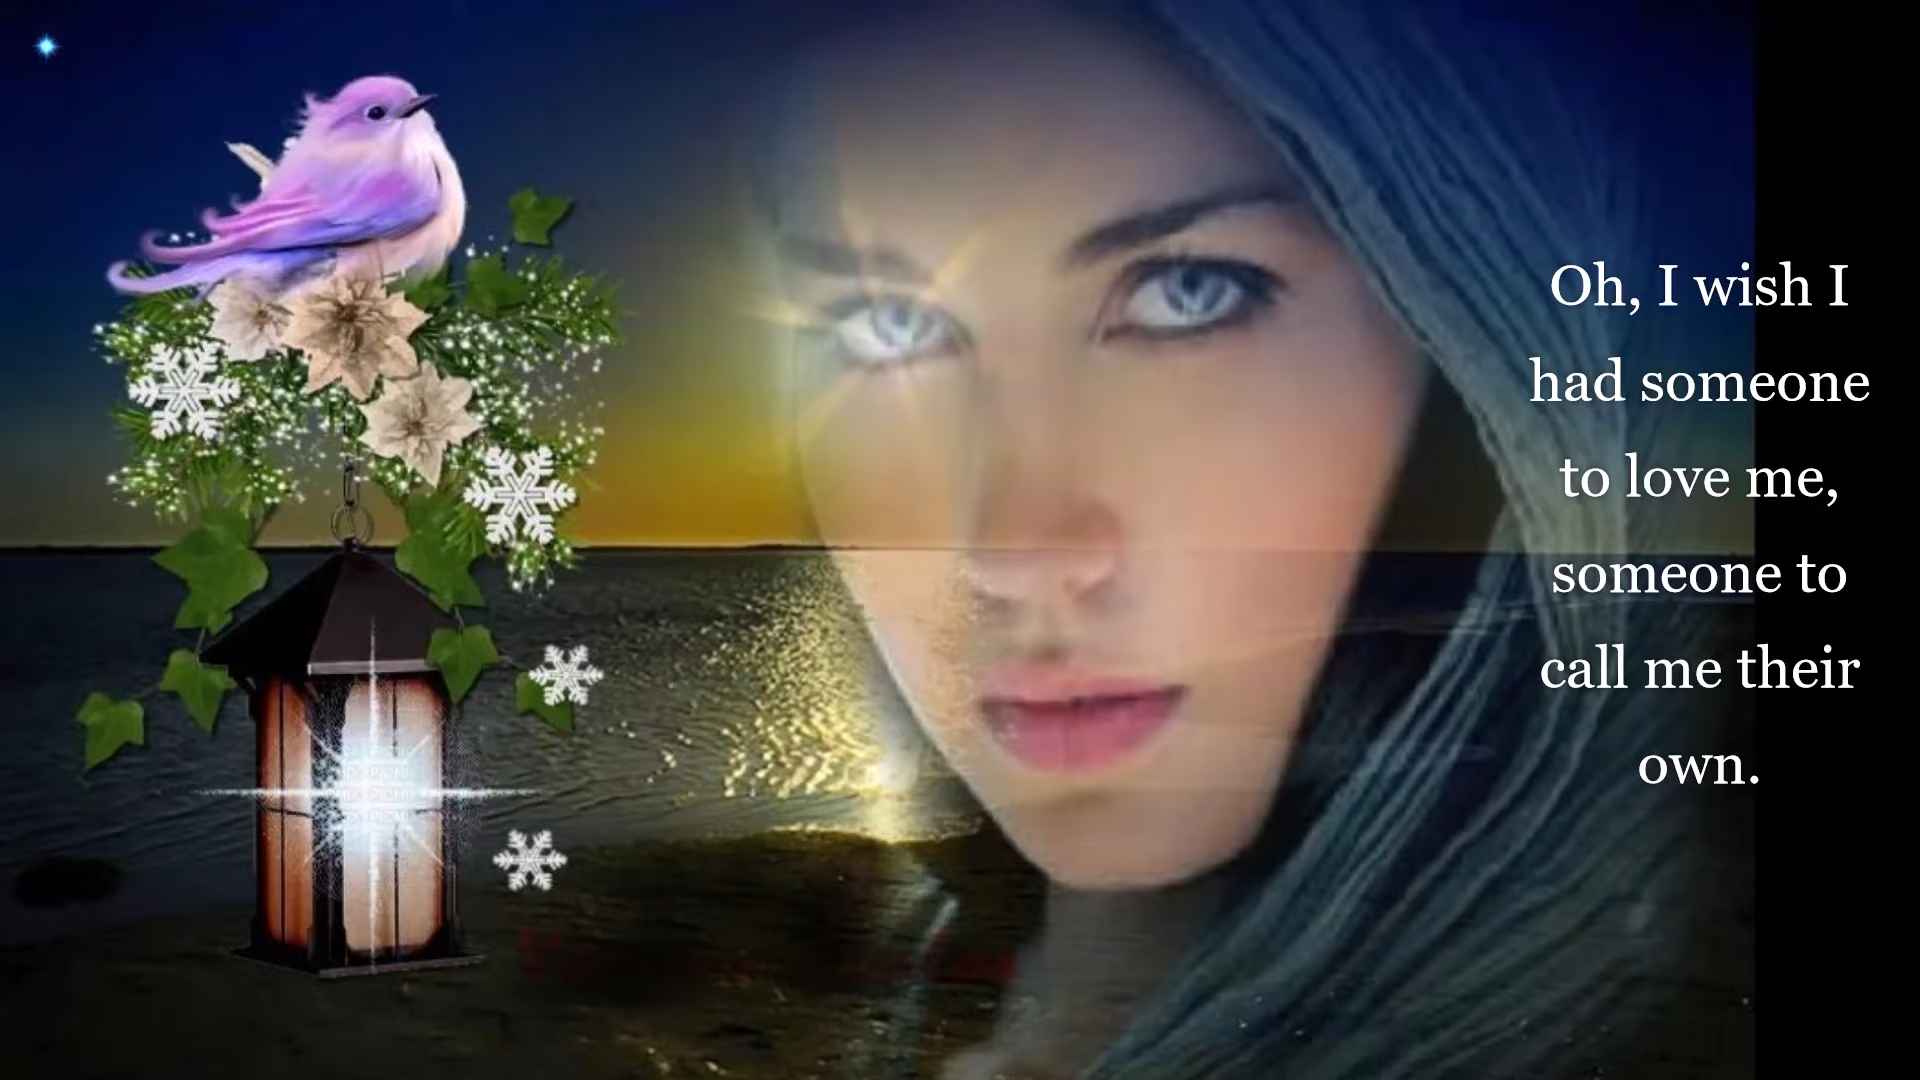 Oh, I wish I
had someone
to love me,
someone to
call me their
own.